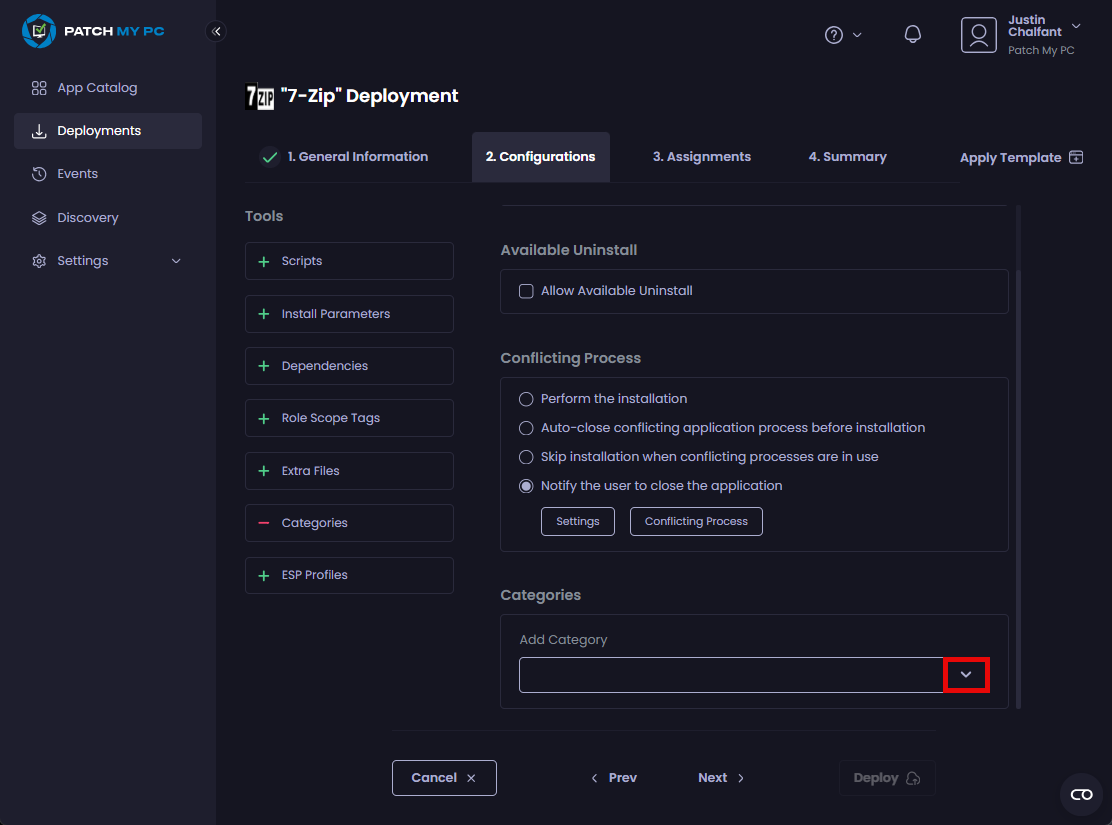 PATCH MY PC
Justin
Chalfant
Patch My PC
App Catalog
Deployments
Events
Discovery
Settings
7ZIP "7-Zip" Deployment
1. General Information
2. Configurations
3. Assignments
4. Summary
Apply Template
Tools
Scripts
Install Parameters
Dependencies
Role Scope Tags
Extra Files
Categories
ESP Profiles
Available Uninstall
Allow Available Uninstall
Conflicting Process
Perform the installation
Auto-close conflicting application process before installation
Skip installation when conflicting processes are in use
Notify the user to close the application
Settings
Conflicting Process
Categories
Add Category
Cancel
Prev
Next
Deploy